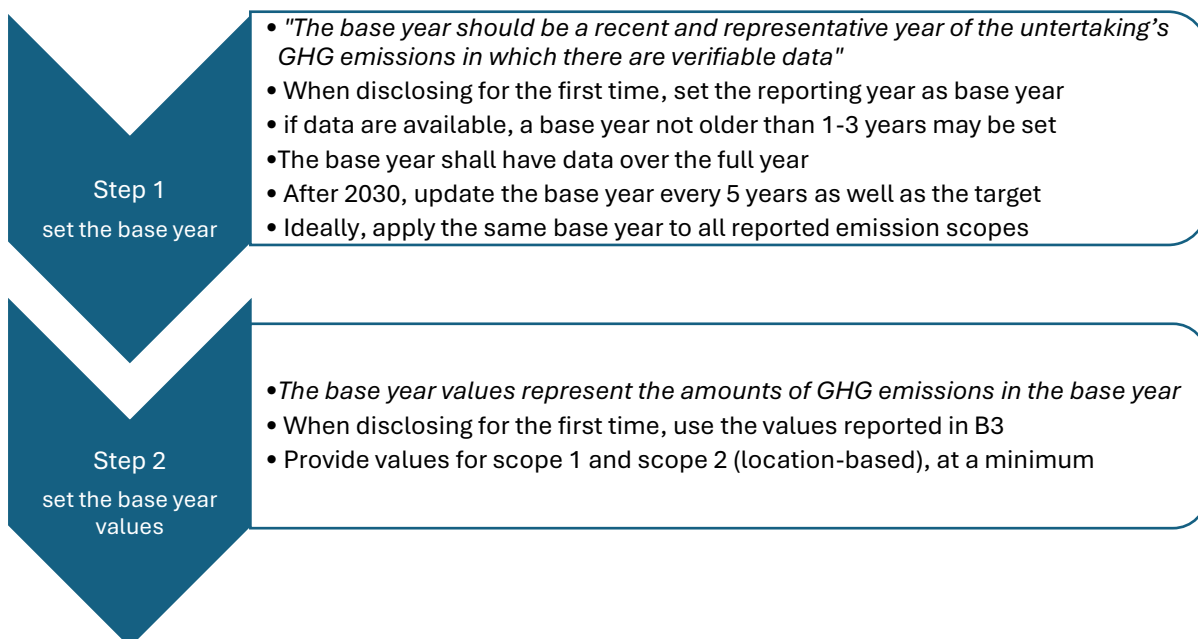 Step 1
set the base year
• "The base year should be a recent and representative year of the untertaking’s
GHG emissions in which there are verifiable data"
• When disclosing for the first time, set the reporting year as base year
• if data are available, a base year not older than 1-3 years may be set
•The base year shall have data over the full year
• After 2030, update the base year every 5 years as well as the target
• Ideally, apply the same base year to all reported emission scopes
Step 2
set the base year
values
•The base year values represent the amounts of GHG emissions in the base year
• When disclosing for the first time, use the values reported in B3
• Provide values for scope 1 and scope 2 (location-based), at a minimum